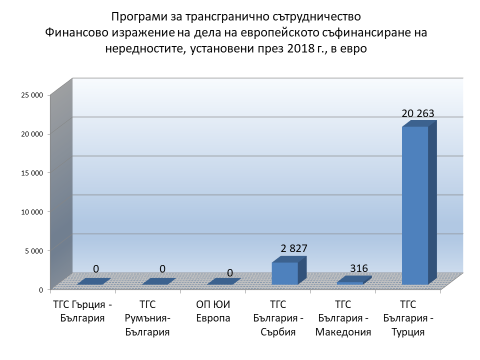 Програми за трансгранично сътрудничество
Финансово изражение на дела на европейското съфинансиране на
нередностите, установени през 2018 г., в евро
25 000
20 000
15 000
10 000
5 000
0
0
0
0
2 827
316
20 263
ТГС Гърция -
България
ТГС
Румъния-
България
ОП ЮИ
Европа
ТГС
България -
Сърбия
ТГС
България -
Македония
ТГС
България -
Турция